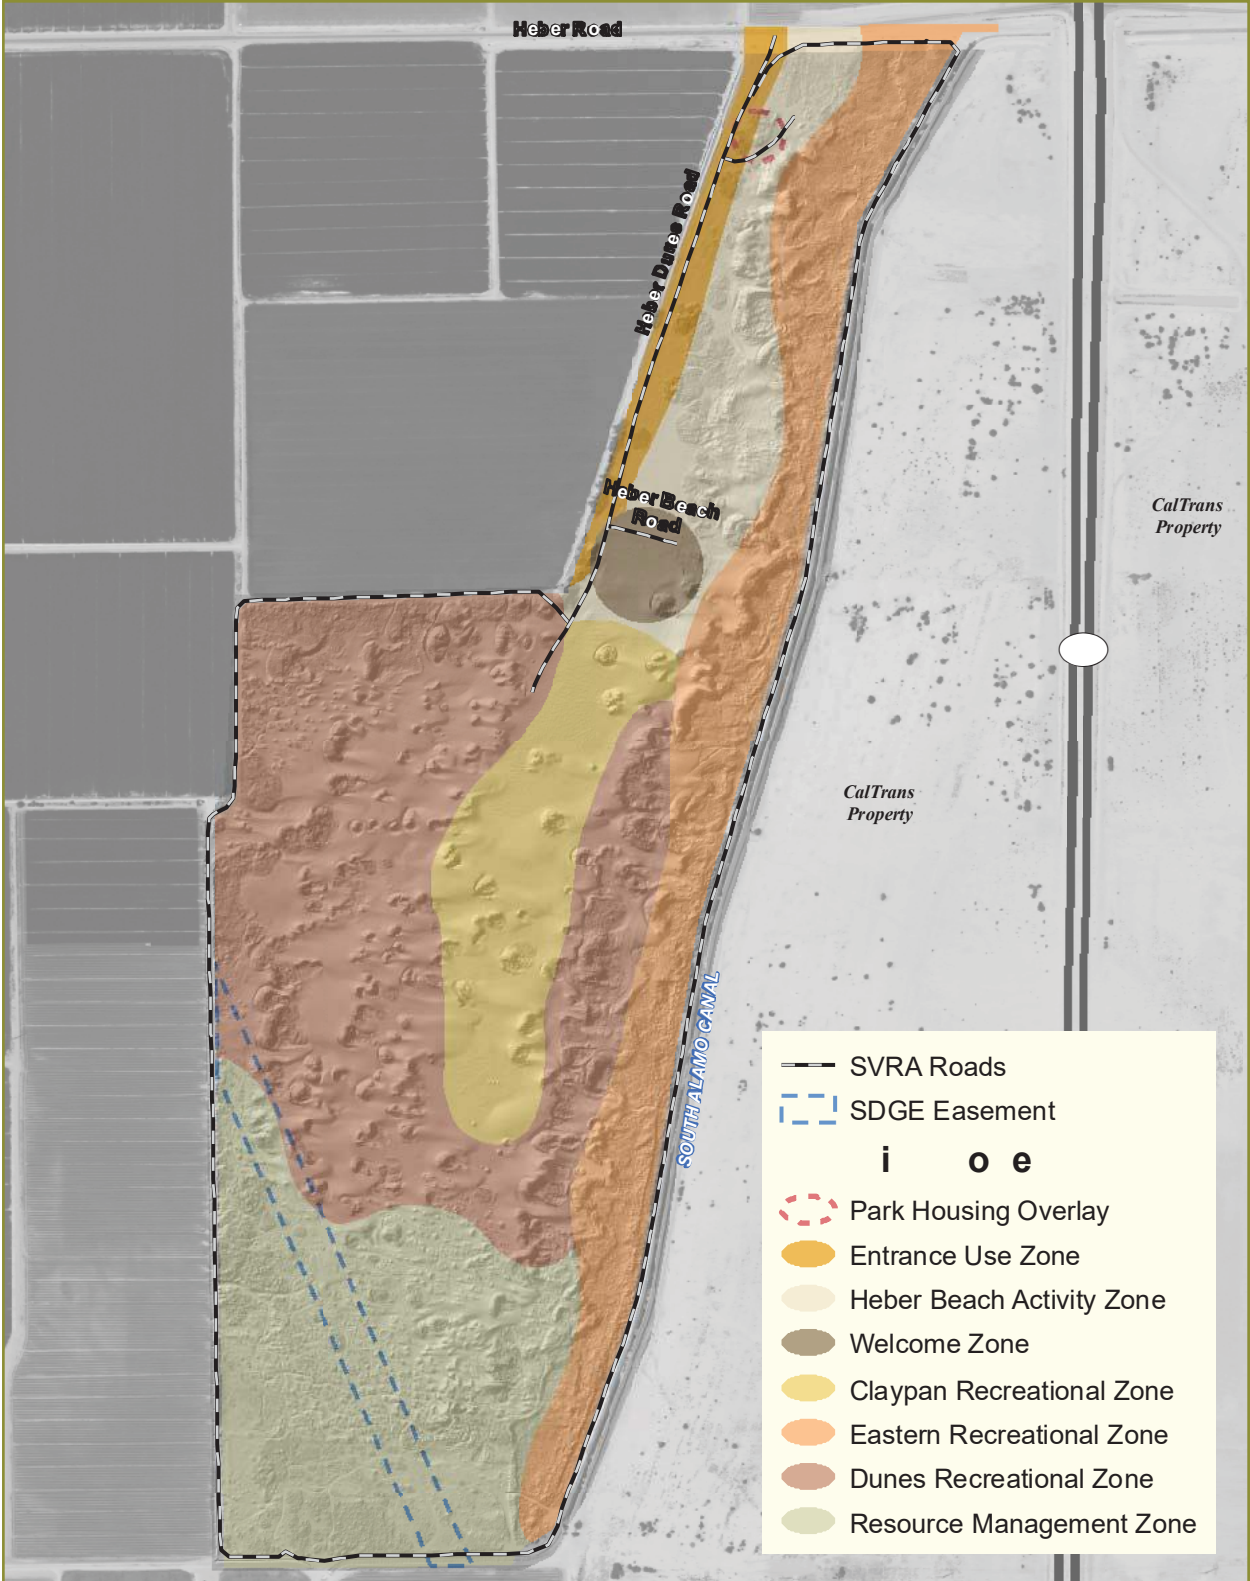 Heber Road
Heber Dunes Road
Heber Beach
Road
CalTrans
Property
CalTrans
Property
SOUTH ALAMO CANAL
SVRA Roads
SDGE Easement
i o e
Park Housing Overlay
Entrance Use Zone
Heber Beach Activity Zone
Welcome Zone
Claypan Recreational Zone
Eastern Recreational Zone
Dunes Recreational Zone
Resource Management Zone